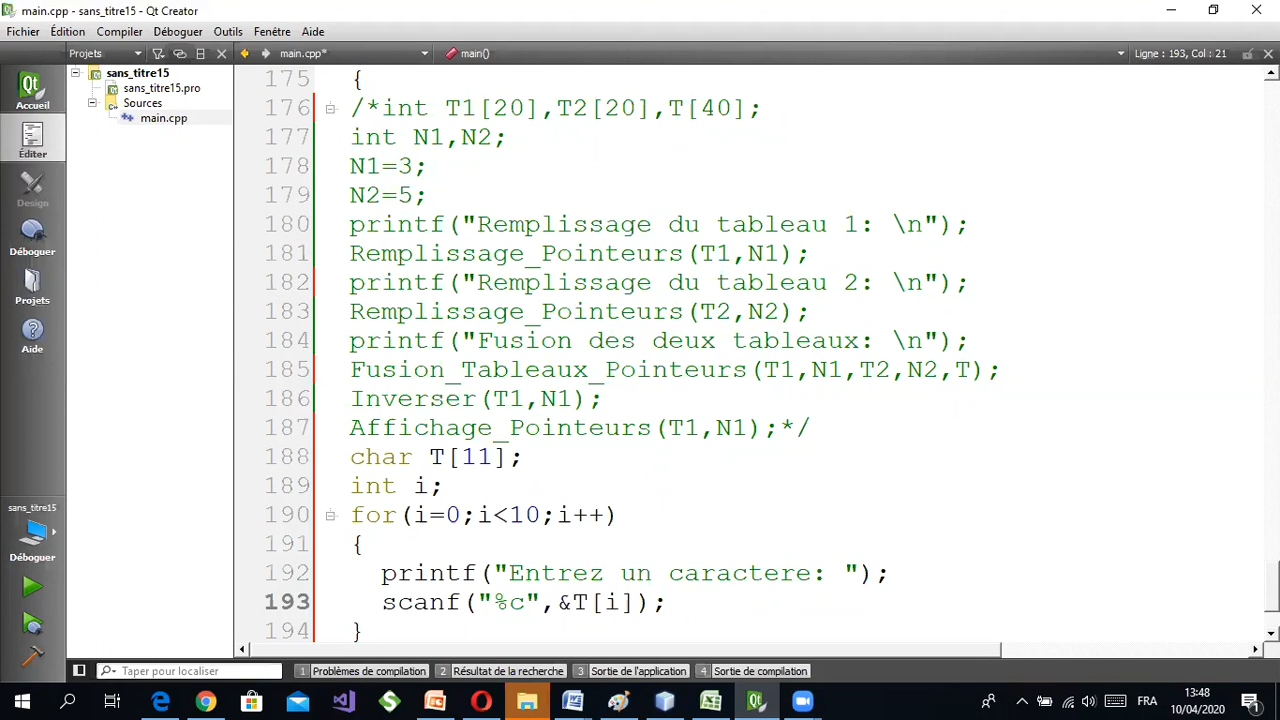 main.cpp - sans_titre15 - Qt Creator
Fichier Édition Compiler Déboguer Outils Fenêtre Aide
Projets main.cpp* main() Ligne : 193, Col : 21
Qt
Accueil
Éditer
Design
Déboguer
Projets
Aide
sans_titre15
Déboguer
sans_titre15
sans_titre15.pro
Sources
main.cpp
175 {
176 /*int T1[20],T2[20],T[40];
177 int N1,N2;
178 N1=3;
179 N2=5;
180 printf("Remplissage du tableau 1: \n");
181 Remplissage_Pointeurs(T1,N1);
182 printf("Remplissage du tableau 2: \n");
183 Remplissage_Pointeurs(T2,N2);
184 printf("Fusion des deux tableaux: \n");
185 Fusion_Tableaux_Pointeurs(T1,N1,T2,N2,T);
186 Inverser(T1,N1);
187 Affichage_Pointeurs(T1,N1);*/
188 char T[11];
189 int i;
190 for(i=0;i<10;i++)
191 {
192 printf("Entrez un caractere: ");
193 scanf("%c",&T[i]);
194 }
Taper pour localiser 1 Problèmes de compilation 2 Résultat de la recherche 3 Sortie de l'application 4 Sortie de compilation
FRA
13:48
10/04/2020